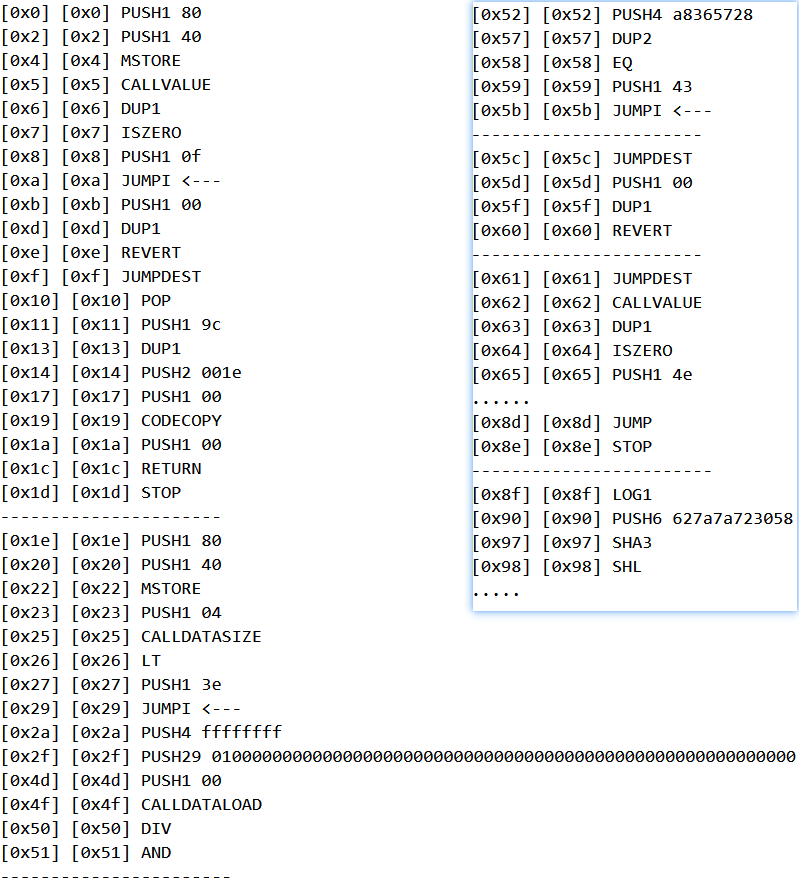 [0x0] [0x0] PUSH1 80
[0x2] [0x2] PUSH1 40
[0x4] [0x4] MSTORE
[0x5] [0x5] CALLVALUE
[0x6] [0x6] DUP1
[0x7] [0x7] ISZERO
[0x8] [0x8] PUSH1 0f
[0xa] [0xa] JUMPI <---
[0xb] [0xb] PUSH1 00
[0xd] [0xd] DUP1
[0xe] [0xe] REVERT
[0xf] [0xf] JUMPDEST
[0x10] [0x10] POP
[0x11] [0x11] PUSH1 9c
[0x13] [0x13] DUP1
[0x14] [0x14] PUSH2 001e
[0x17] [0x17] PUSH1 00
[0x19] [0x19] CODECOPY
[0x1a] [0x1a] PUSH1 00
[0x1c] [0x1c] RETURN
[0x1d] [0x1d] STOP
----------------------
[0x1e] [0x1e] PUSH1 80
[0x20] [0x20] PUSH1 40
[0x22] [0x22] MSTORE
[0x23] [0x23] PUSH1 04
[0x25] [0x25] CALLDATASIZE
[0x26] [0x26] LT
[0x27] [0x27] PUSH1 3e
[0x29] [0x29] JUMPI <---
[0x2a] [0x2a] PUSH4 ffffffff
[0x2f] [0x2f] PUSH29 0100000000000000000000000000000000000000000000000000000000
[0x4d] [0x4d] PUSH1 00
[0x4f] [0x4f] CALLDATALOAD
[0x50] [0x50] DIV
[0x51] [0x51] AND
-----------------------
[0x52] [0x52] PUSH4 a8365728
[0x57] [0x57] DUP2
[0x58] [0x58] EQ
[0x59] [0x59] PUSH1 43
[0x5b] [0x5b] JUMPI <---
-----------------------
[0x5c] [0x5c] JUMPDEST
[0x5d] [0x5d] PUSH1 00
[0x5f] [0x5f] DUP1
[0x60] [0x60] REVERT
-----------------------
[0x61] [0x61] JUMPDEST
[0x62] [0x62] CALLVALUE
[0x63] [0x63] DUP1
[0x64] [0x64] ISZERO
[0x65] [0x65] PUSH1 4e
......
[0x8d] [0x8d] JUMP
[0x8e] [0x8e] STOP
------------------------
[0x8f] [0x8f] LOG1
[0x90] [0x90] PUSH6 627a7a723058
[0x97] [0x97] SHA3
[0x98] [0x98] SHL
.....